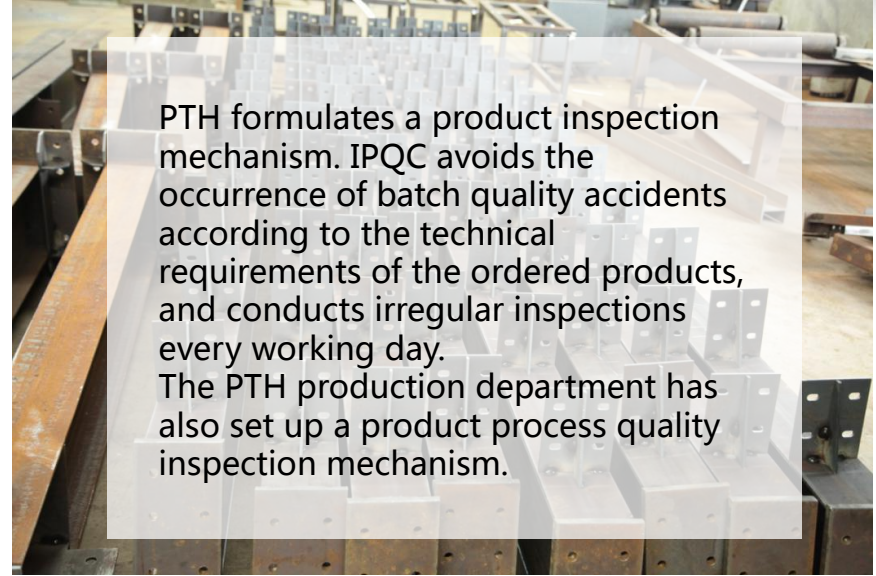 PTH formulates a product inspection
mechanism. IPQC avoids the
occurrence of batch quality accidents
according to the technical
requirements of the ordered products,
and conducts irregular inspections
every working day.
The PTH production department has
also set up a product process quality
inspection mechanism.